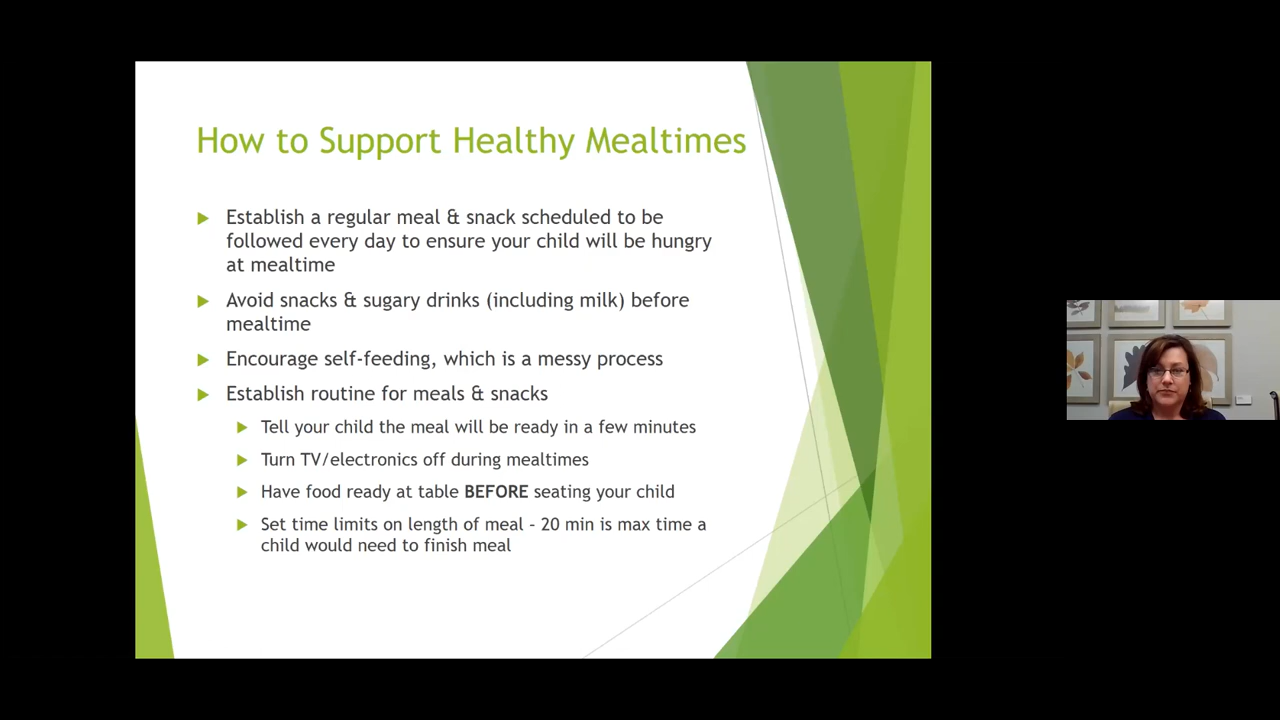 How to Support Healthy Mealtimes
Establish a regular meal & snack scheduled to be
followed every day to ensure your child will be hungry
at mealtime
Avoid snacks & sugary drinks (including milk) before
mealtime
Encourage self-feeding, which is a messy process
Establish routine for meals & snacks
Tell your child the meal will be ready in a few minutes
Turn TV/electronics off during mealtimes
Have food ready at table BEFORE seating your child
Set time limits on length of meal - 20 min is max time a
child would need to finish meal